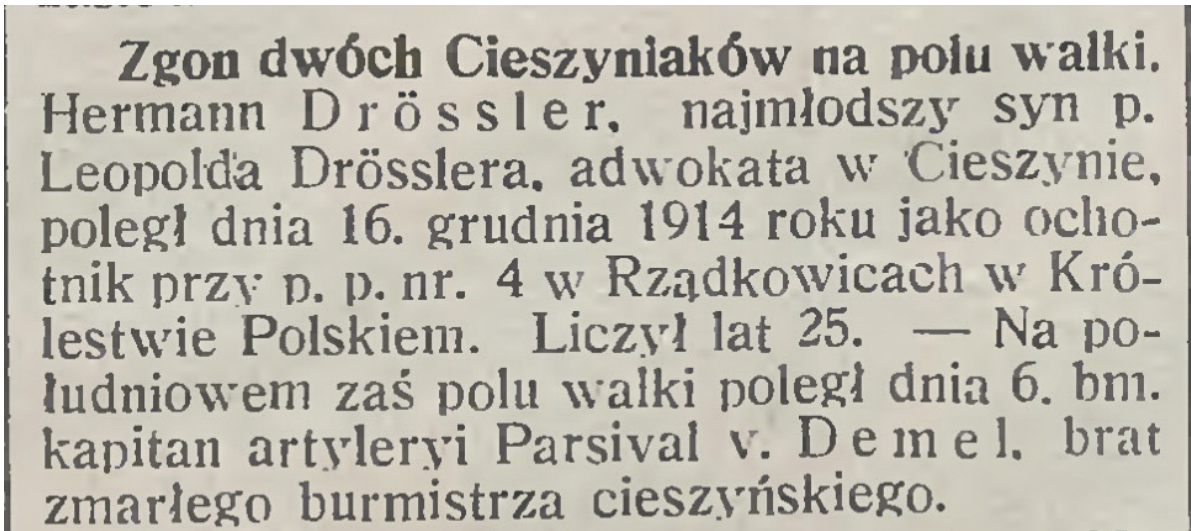 Zgon dwóch Cieszyniaków na polu walki.
Hermann Drössler, najmłodszy syn p.
Leopolda Drösslera, adwokata w Cieszynie,
poległ dnia 16. grudnia 1914 roku jako ocho-
tnik przy p. p. nr. 4 w Rządkowicach w Kró-
lestwie Polskiem. Liczył lat 25. — Na po-
łudniowem zaś polu walki poległ dnia 6. bm.
kapitan artyleryi Parsival v. Demel, brat
zmarłego burmistrza cieszyńskiego.